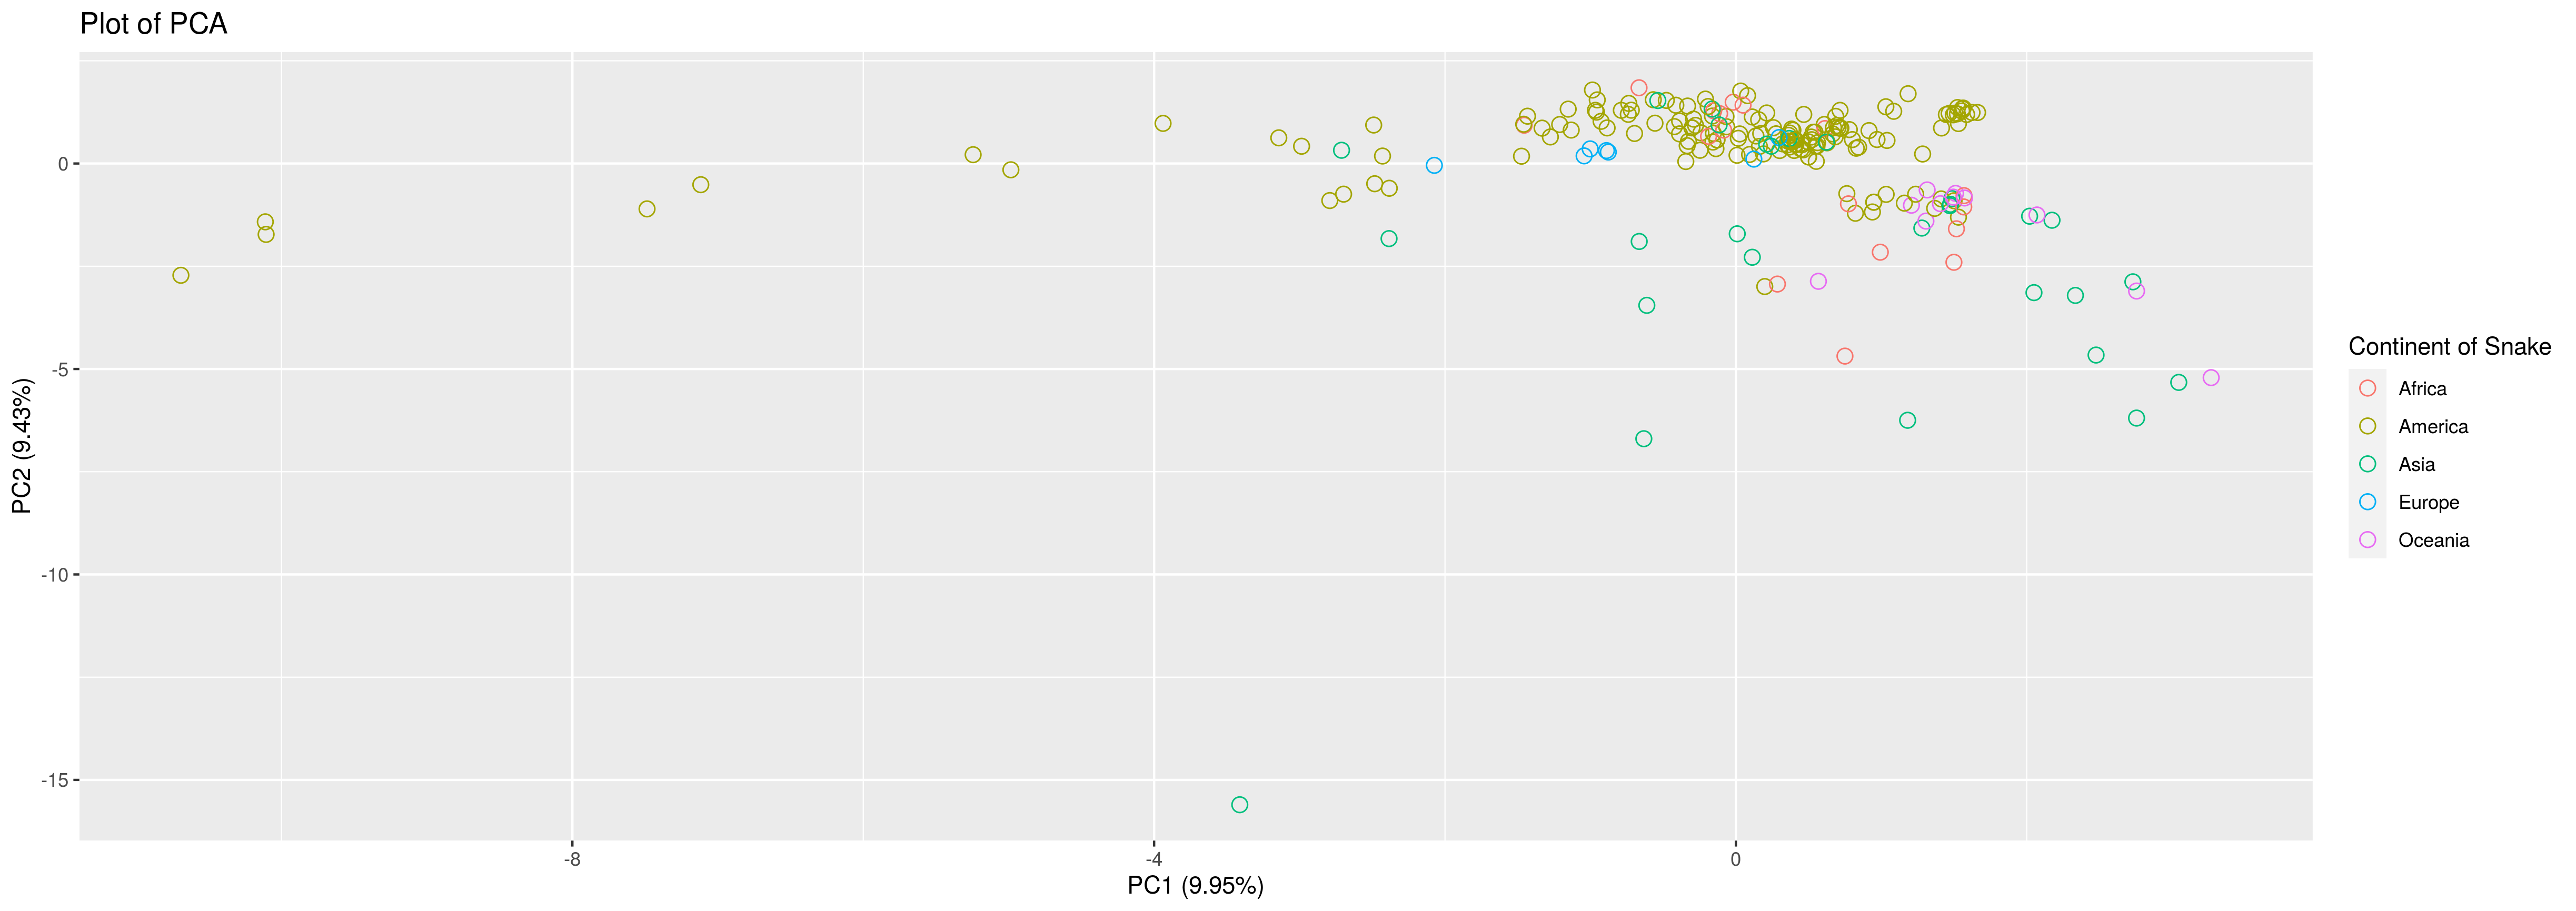 Plot of PCA
0
-5
-10
-15
PC2 (9.43%)
-8
-4
0
PC1 (9.95%)
Continent of Snake
Africa
America
Asia
Europe
Oceania